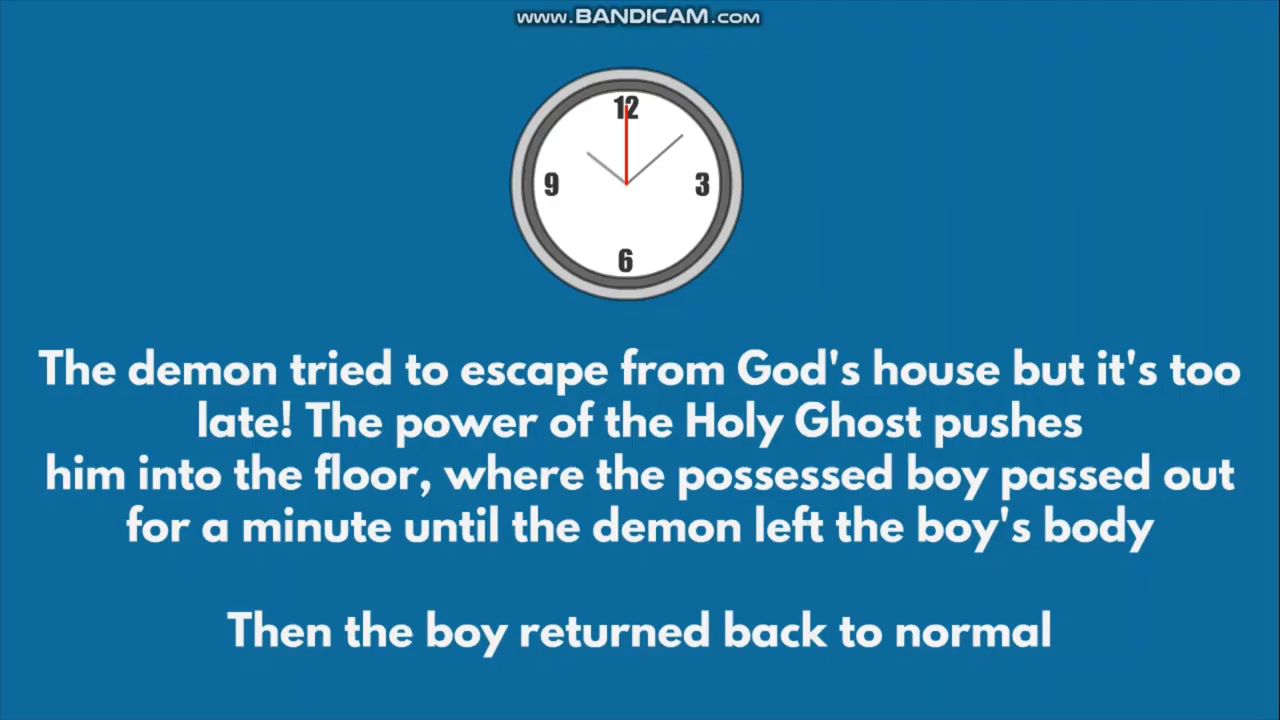 www.BANDICAM.com
12
9
3
6
The demon tried to escape from God's house but it's too
late! The power of the Holy Ghost pushes
him into the floor, where the possessed boy passed out
for a minute until the demon left the boy's body
Then the boy returned back to normal